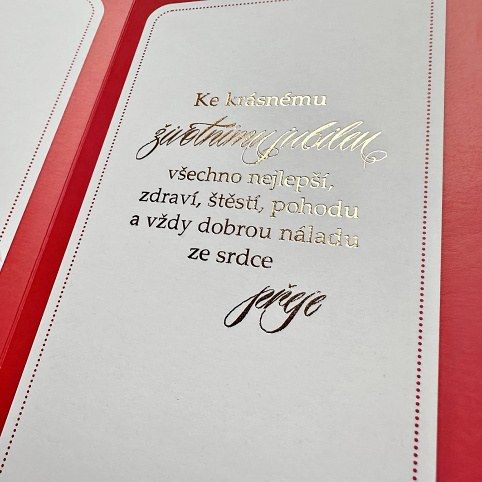 Ke krásnému
životnímu jubileu
všechno nejlepší,
zdraví, štěstí, pohodu
a vždy dobrou náladu
ze srdce
přeje